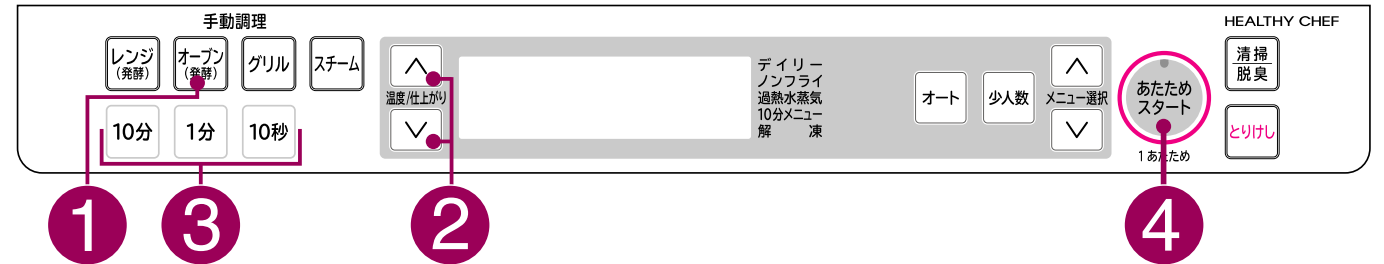 手動調理
レンジ
(発酵)
オーブン
(発酵)
グリル
スチーム
10分
1分
10秒
温度/仕上がり
デイリー
ノンフライ
過熱水蒸気
10分メニュー
解 凍
オート
少人数
メニュー選択
あたため
スタート
1 あたため
HEALTHY CHEF
清掃
脱臭
とりけし
1
3
2
4